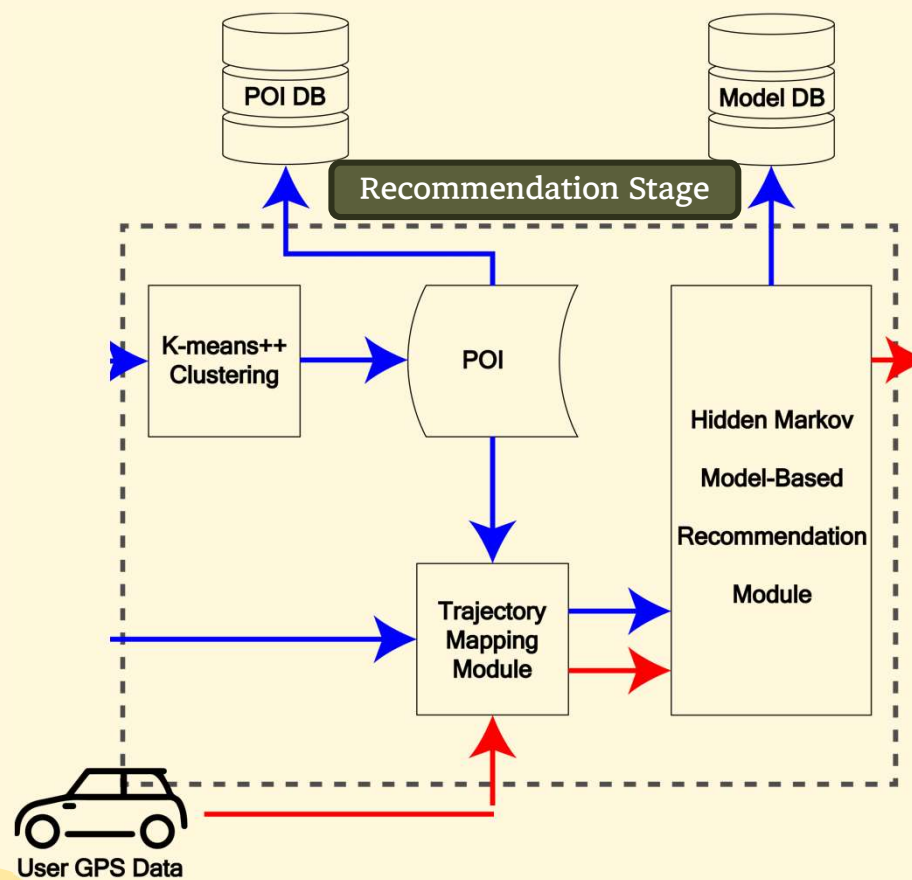 POI DB
Model DB
Recommendation Stage
K-means++
Clustering
POI
Hidden Markov
Model-Based
Recommendation
Module
Trajectory
Mapping
Module
User GPS Data